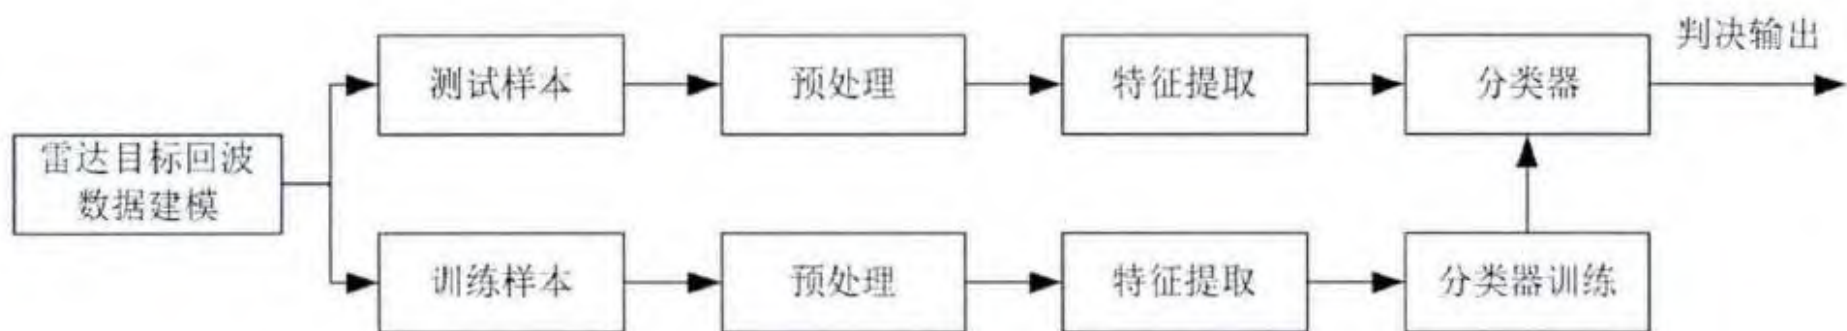 判决输出
测试样本
预处理
特征提取
分类器
雷达目标回波
数据建模
训练样本
预处理
特征提取
分类器训练